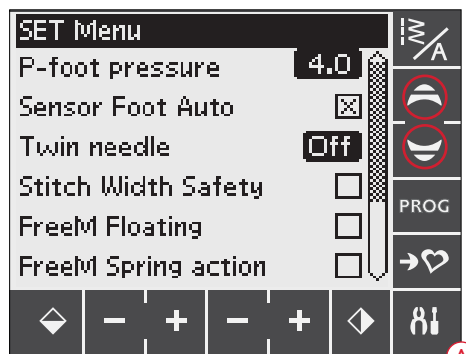 SET Menu
P-foot pressure 4.0
Sensor Foot Auto
Twin needle Off
Stitch Width Safety
FreeM Floating
FreeM Spring action
A
PROG
- + - +
A